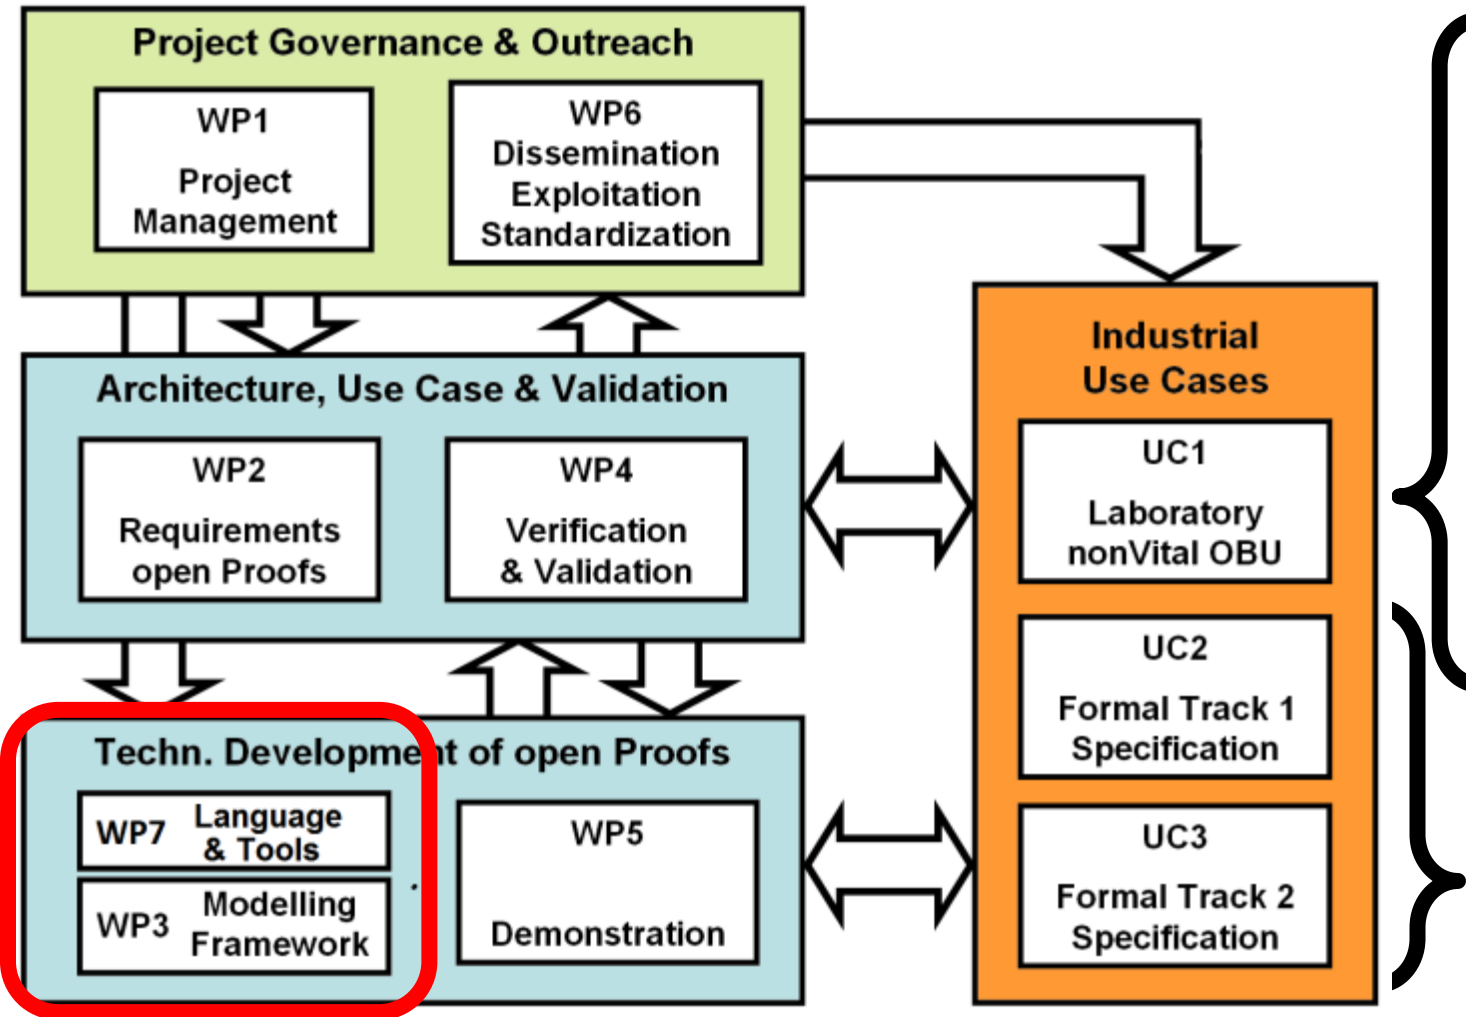 Project Governance & Outreach
WP1
Project
Management
WP6
Dissemination
Exploitation
Standardization
Architecture, Use Case & Validation
WP2
Requirements
open Proofs
WP4
Verification
& Validation
Techn. Development of open Proofs
WP7
Language
& Tools
WP3
Modelling
Framework
WP5
Demonstration
Industrial
Use Cases
UC1
Laboratory
nonVital OBU
UC2
Formal Track 1
Specification
UC3
Formal Track 2
Specification